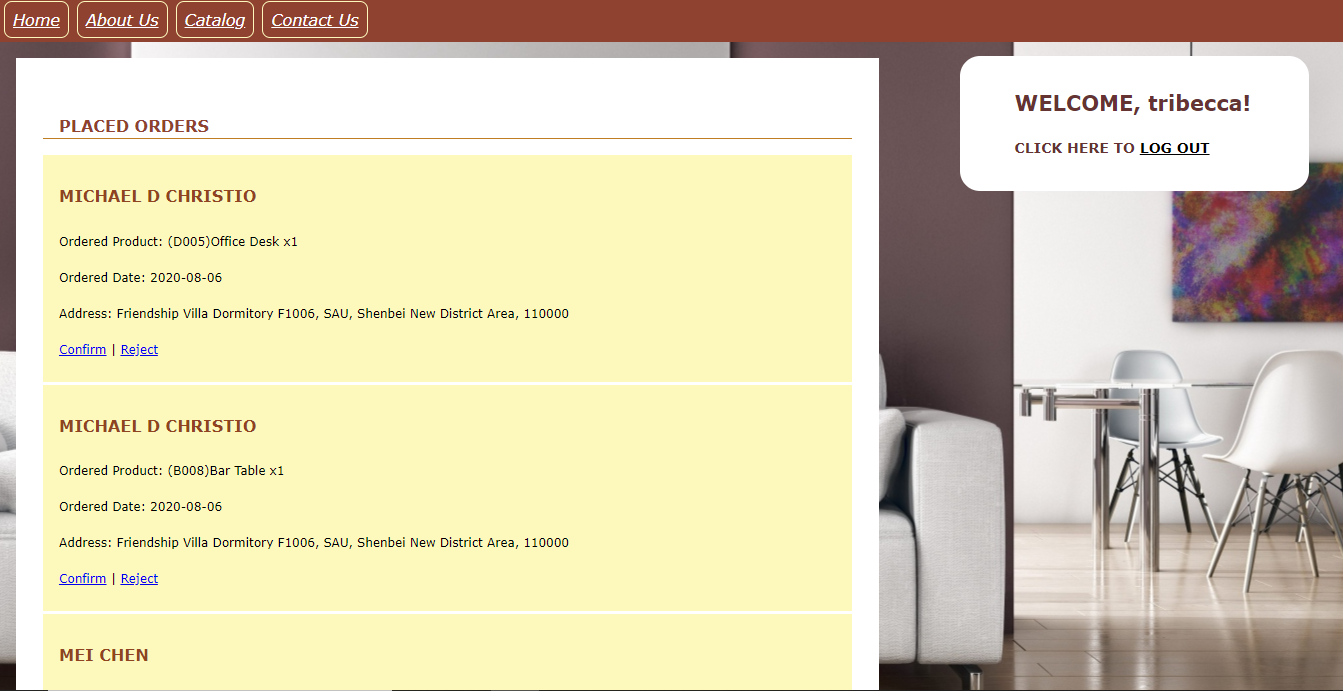 Home About Us Catalog Contact Us
WELCOME, tribecca!
CLICK HERE TO LOG OUT
PLACED ORDERS
MICHAEL D CHRISTIO
Ordered Product: (D005)Office Desk x1
Ordered Date: 2020-08-06
Address: Friendship Villa Dormitory F1006, SAU, Shenbei New District Area, 110000
Confirm | Reject
MICHAEL D CHRISTIO
Ordered Product: (B008)Bar Table x1
Ordered Date: 2020-08-06
Address: Friendship Villa Dormitory F1006, SAU, Shenbei New District Area, 110000
Confirm | Reject
MEI CHEN